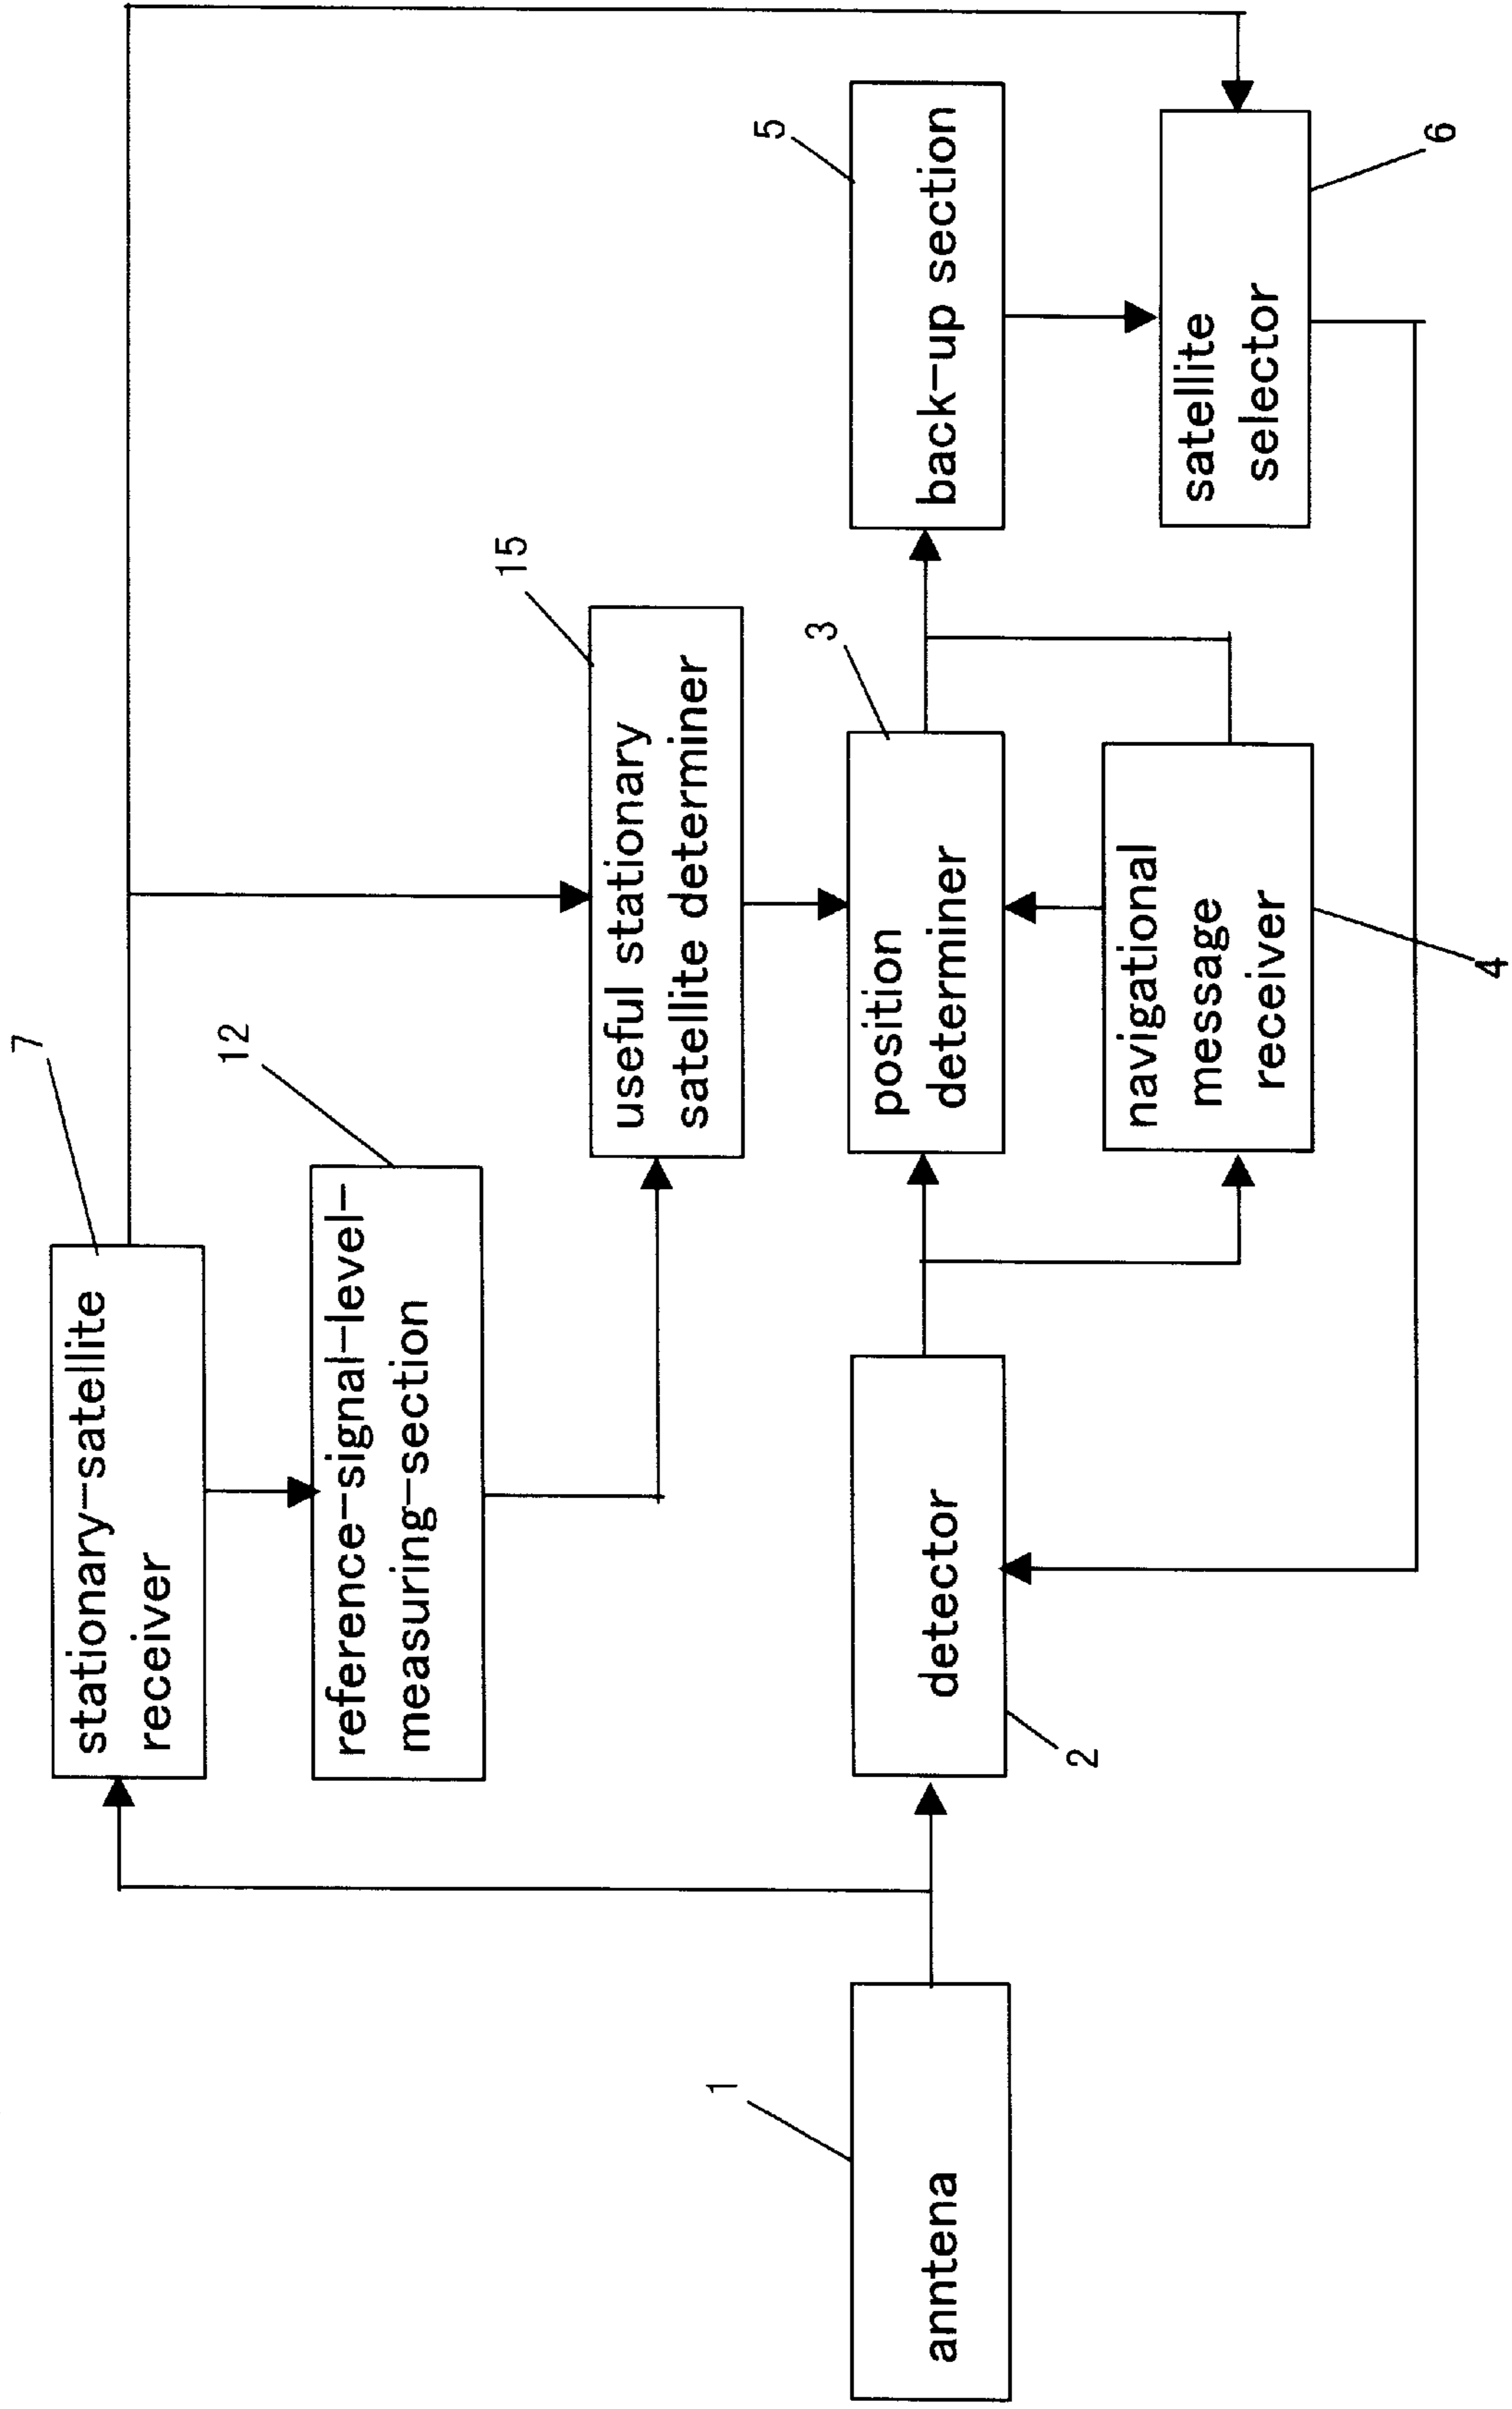 7
stationary-satellite
receiver
12
reference-signal-level-
measuring-section
15
useful stationary
satellite determiner
1
anntena
2
detector
3
position
determiner
5
back-up section
4
navigational
message
receiver
6
satellite
selector